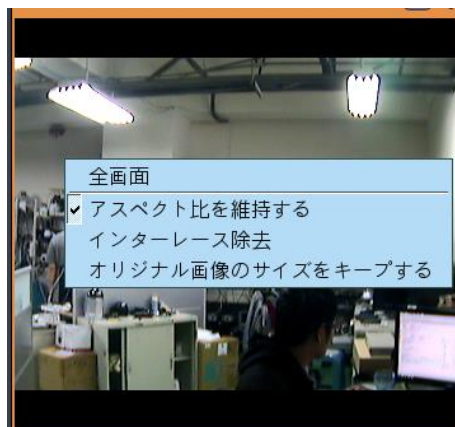 全画面
アスペクト比を維持する
インターレース除去
オリジナル画像のサイズをキープする